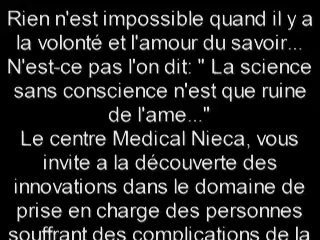 Rien n'est impossible quand il y a
la volonté et l'amour du savoir...
N'est-ce pas l'on dit: " La science
sans conscience n'est que ruine
de l'ame..."
Le centre Medical Nieca, vous
invite a la découverte des
innovations dans le domaine de
prise en charge des personnes
souffrant des complications de la